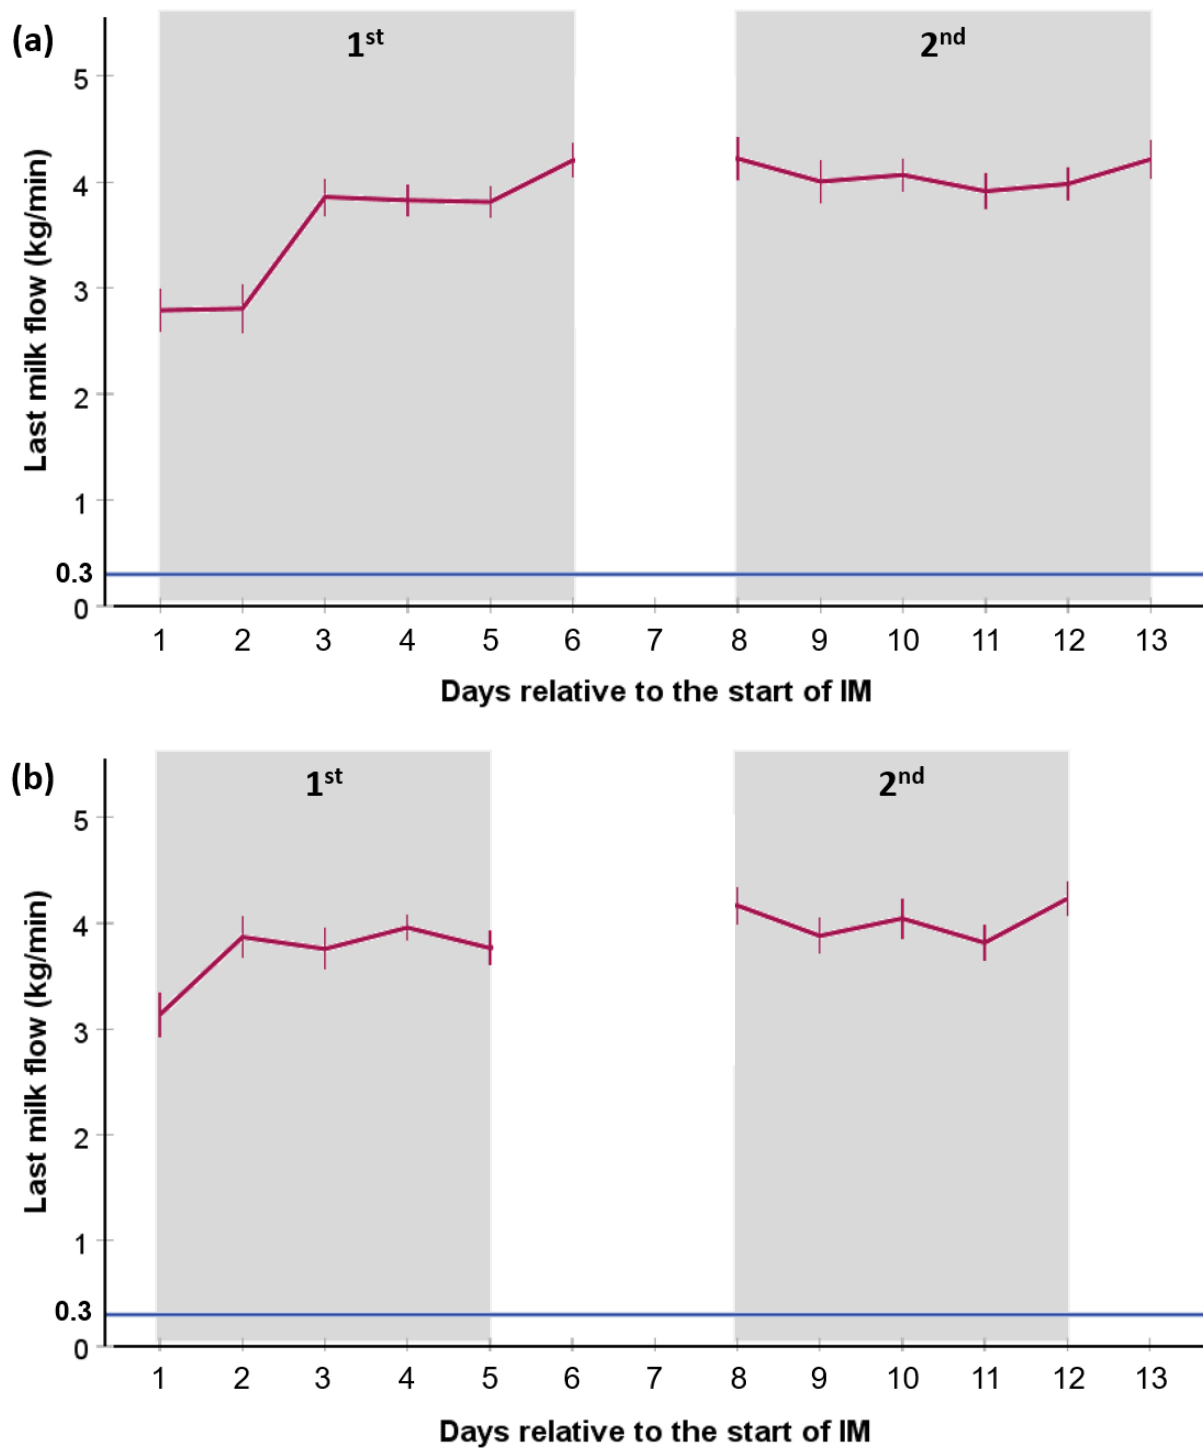 (a)
1st
2nd
5
4
3
2
1
0.3
0
Last milk flow (kg/min)
1 2 3 4 5 6 7 8 9 10 11 12 13
Days relative to the start of IM
(b)
1st
2nd
5
4
3
2
1
0.3
0
Last milk flow (kg/min)
1 2 3 4 5 6 7 8 9 10 11 12 13
Days relative to the start of IM